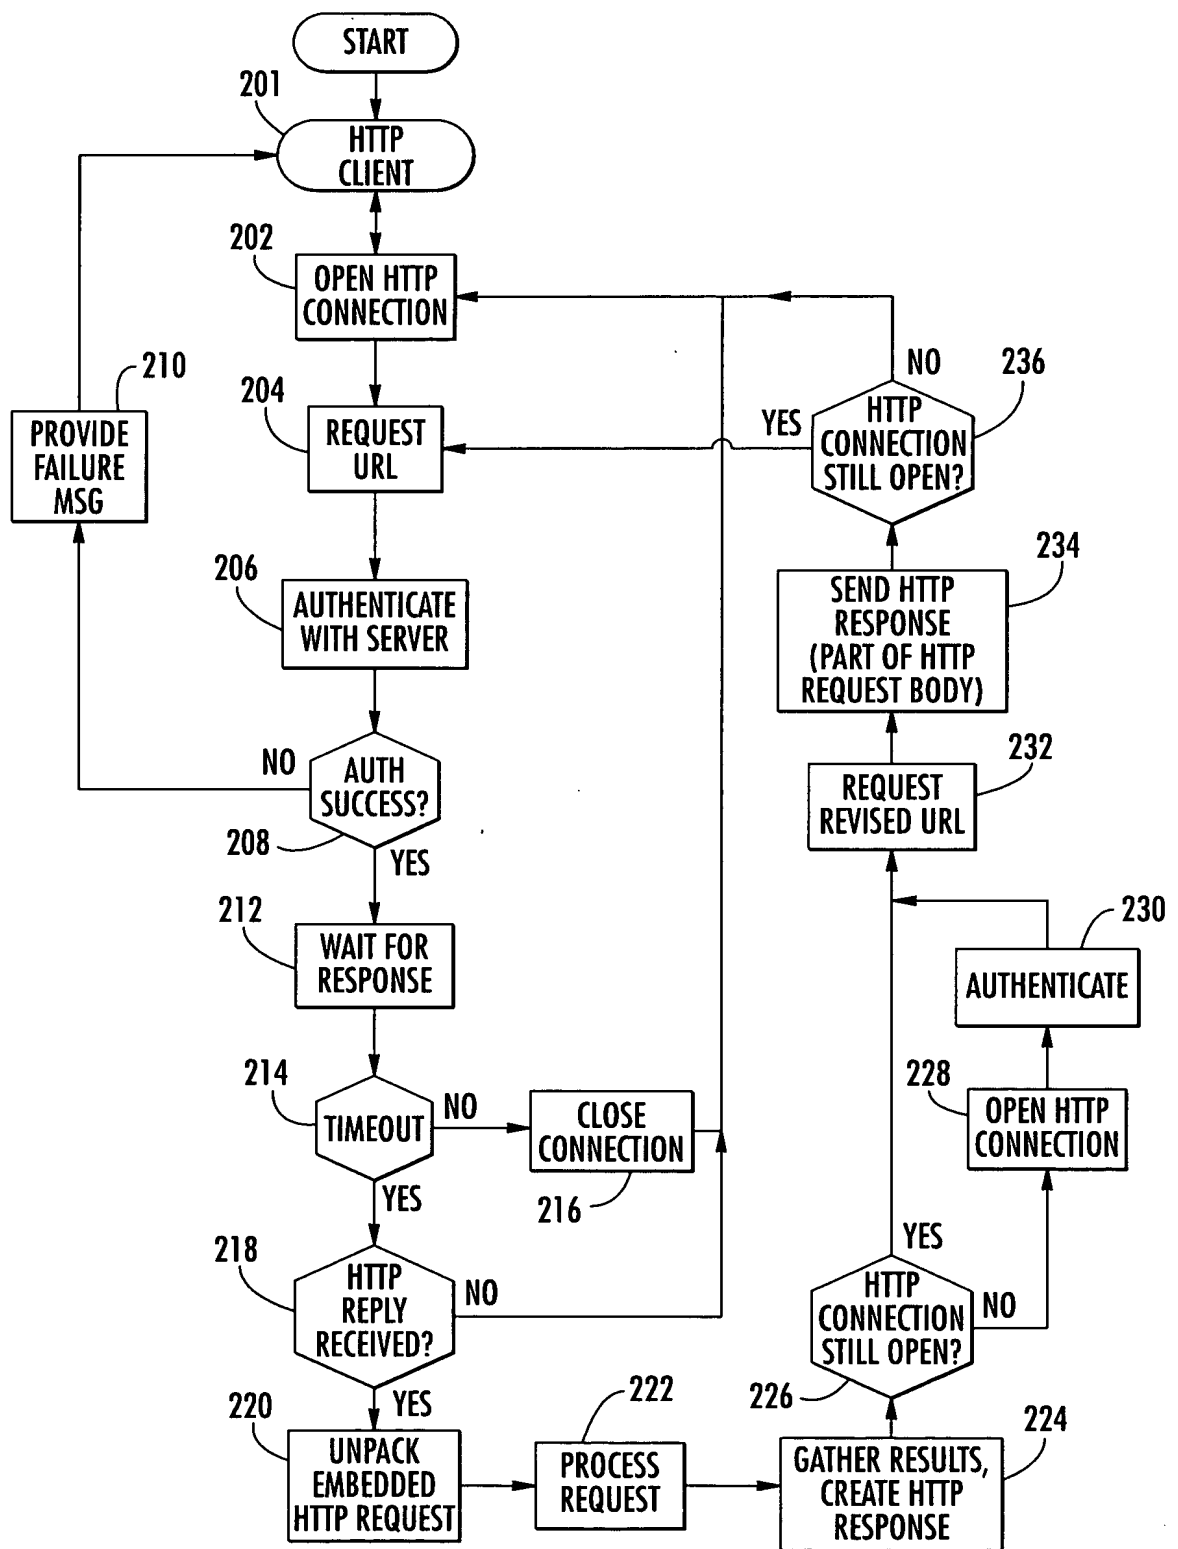 START
201
HTTP
CLIENT
202
OPEN HTTP
CONNECTION
210
PROVIDE
FAILURE
MSG
204
REQUEST
URL
YES
NO
236
HTTP
CONNECTION
STILL OPEN?
206
AUTHENTICATE
WITH SERVER
234
SEND HTTP
RESPONSE
(PART OF HTTP
REQUEST BODY)
NO
AUTH
SUCCESS?
208
YES
232
REQUEST
REVISED URL
212
WAIT FOR
RESPONSE
230
AUTHENTICATE
214
TIMEOUT
NO
CLOSE
CONNECTION
216
YES
228
OPEN HTTP
CONNECTION
218
HTTP
REPLY
RECEIVED?
NO
YES
YES
HTTP
CONNECTION
STILL OPEN?
NO
226
220
UNPACK
EMBEDDED
HTTP REQUEST
222
PROCESS
REQUEST
224
GATHER RESULTS,
CREATE HTTP
RESPONSE